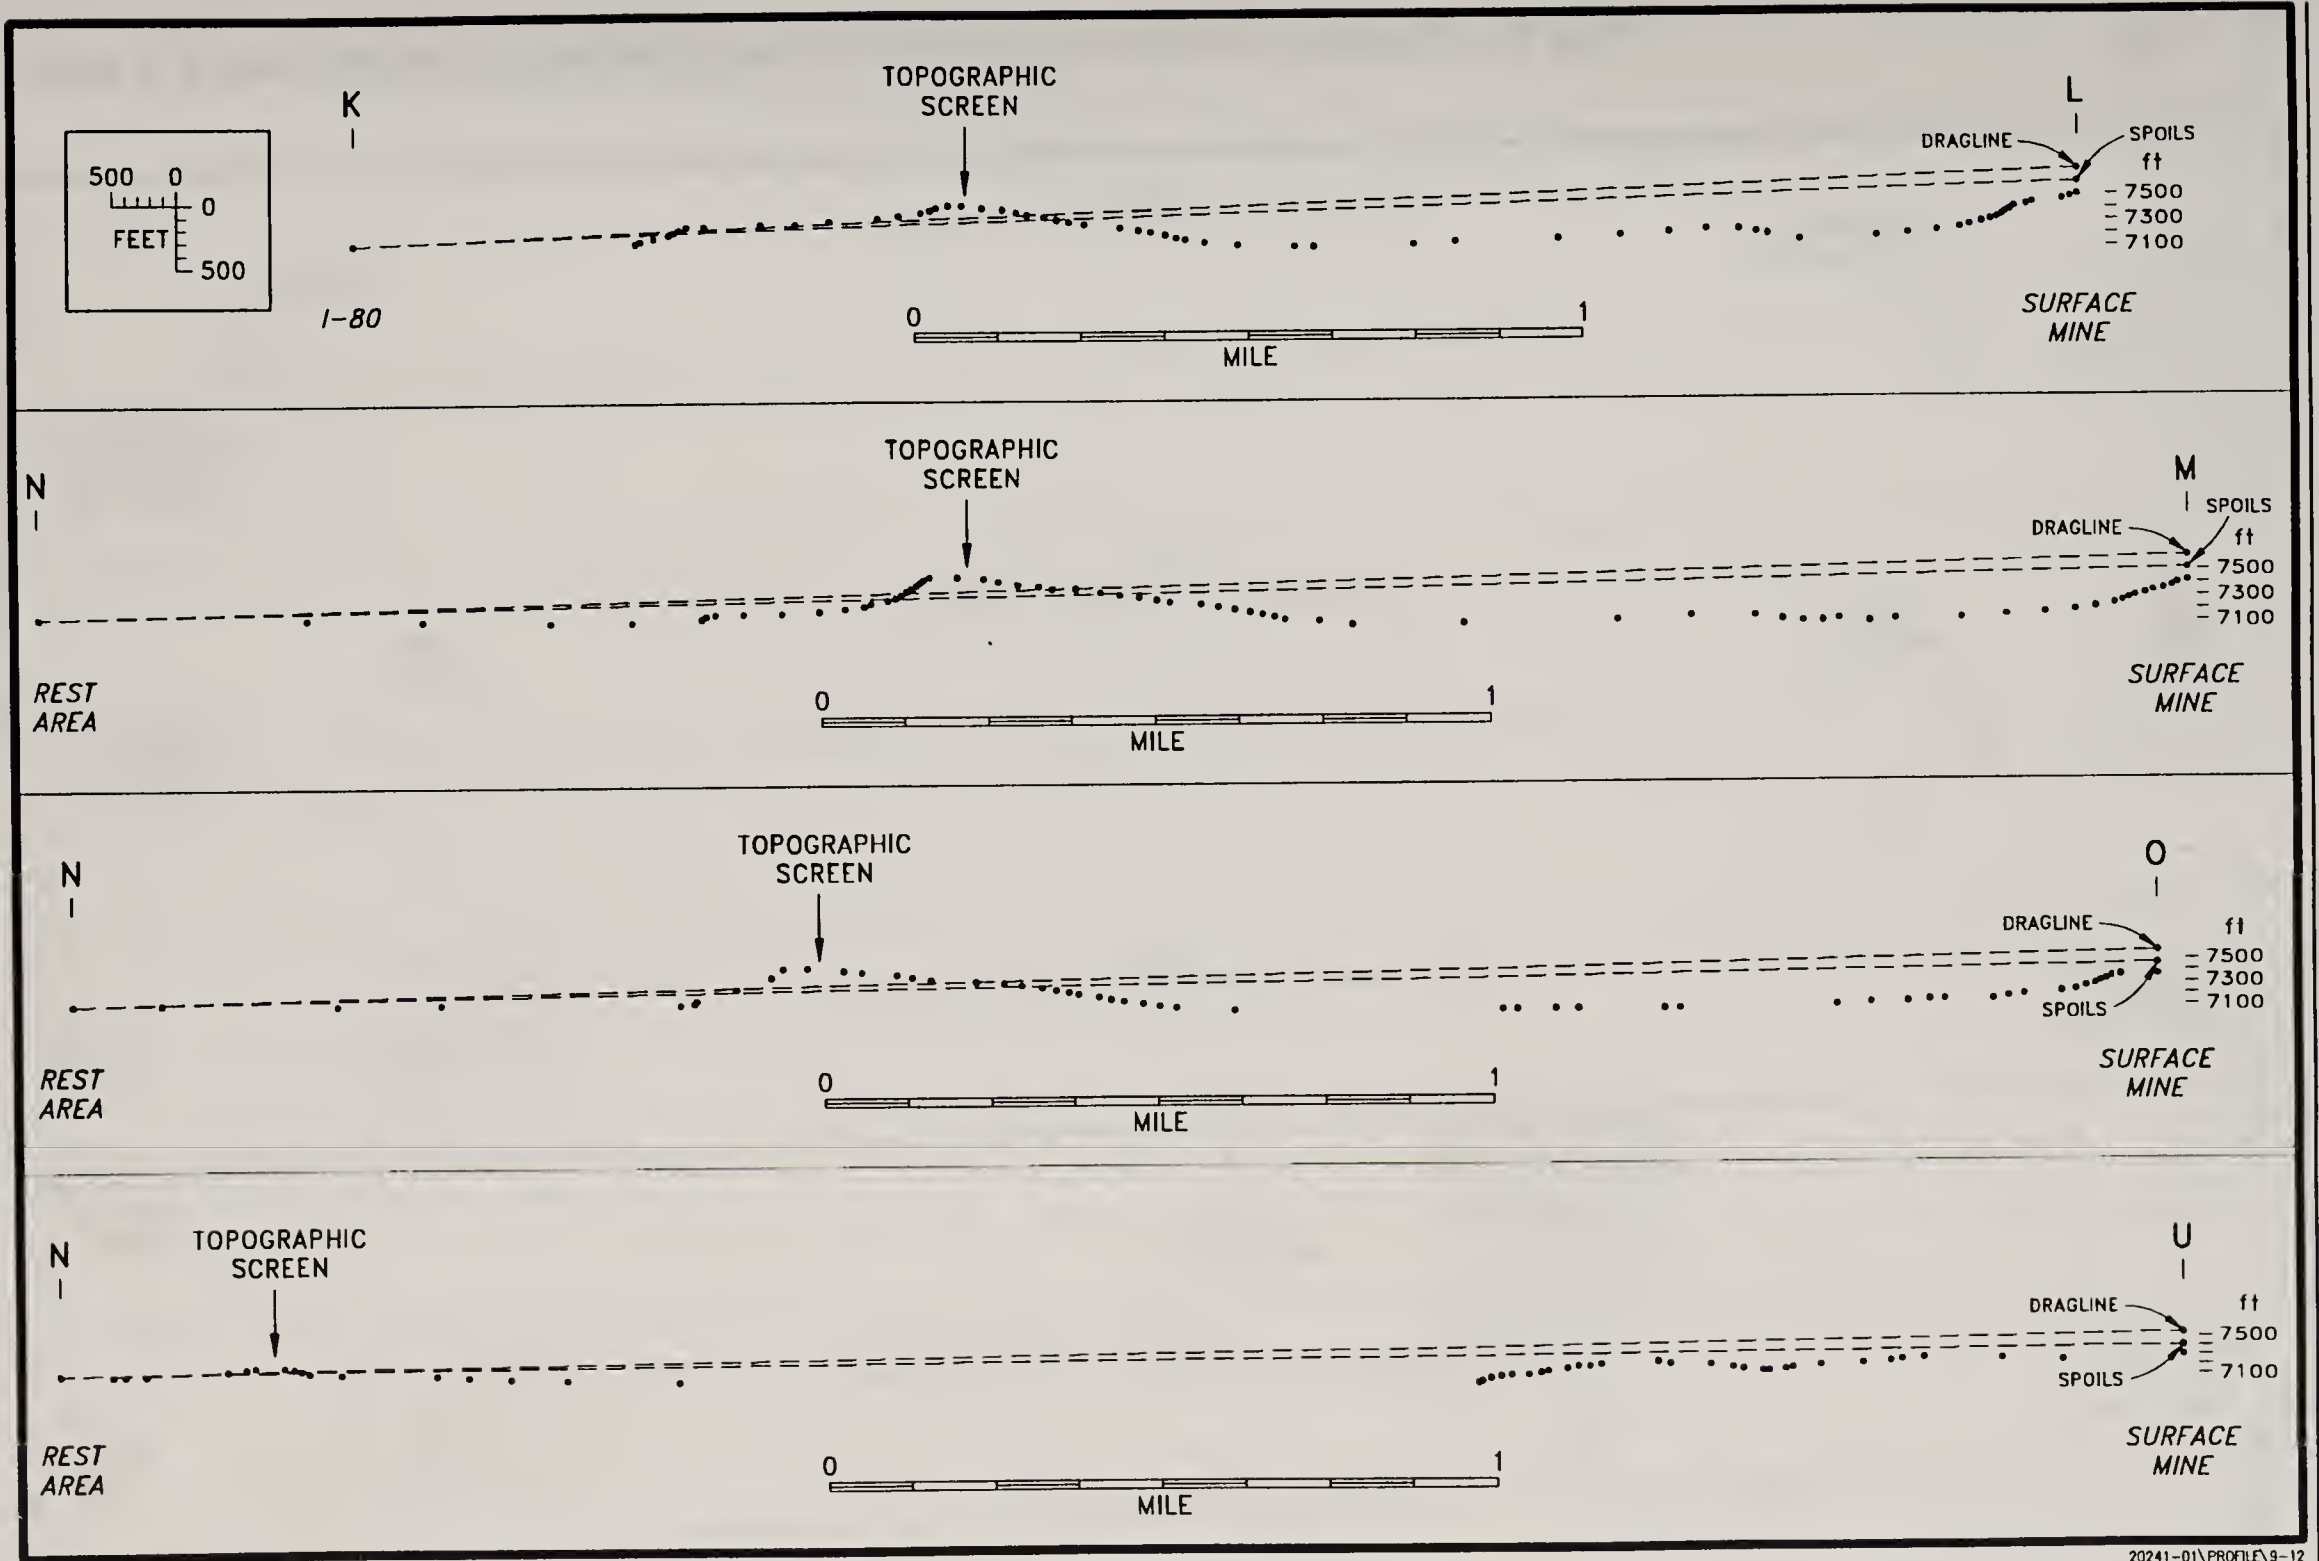 TOPOGRAPHIC
SCREEN
K
L
DRAGLINE
SPOILS
ft
7500
7300
7100
500 0
0
FEET
500
I-80
0 1
MILE
SURFACE
MINE
TOPOGRAPHIC
SCREEN
N
M
SPOILS
DRAGLINE
ft
7500
7300
7100
REST
AREA
0 1
MILE
SURFACE
MINE
TOPOGRAPHIC
SCREEN
N
O
DRAGLINE
ft
7500
7300
7100
SPOILS
REST
AREA
0 1
MILE
SURFACE
MINE
TOPOGRAPHIC
SCREEN
N
U
DRAGLINE
ft
7500
7100
SPOILS
REST
AREA
0 1
MILE
SURFACE
MINE
20241-01\PROFILE\9-12